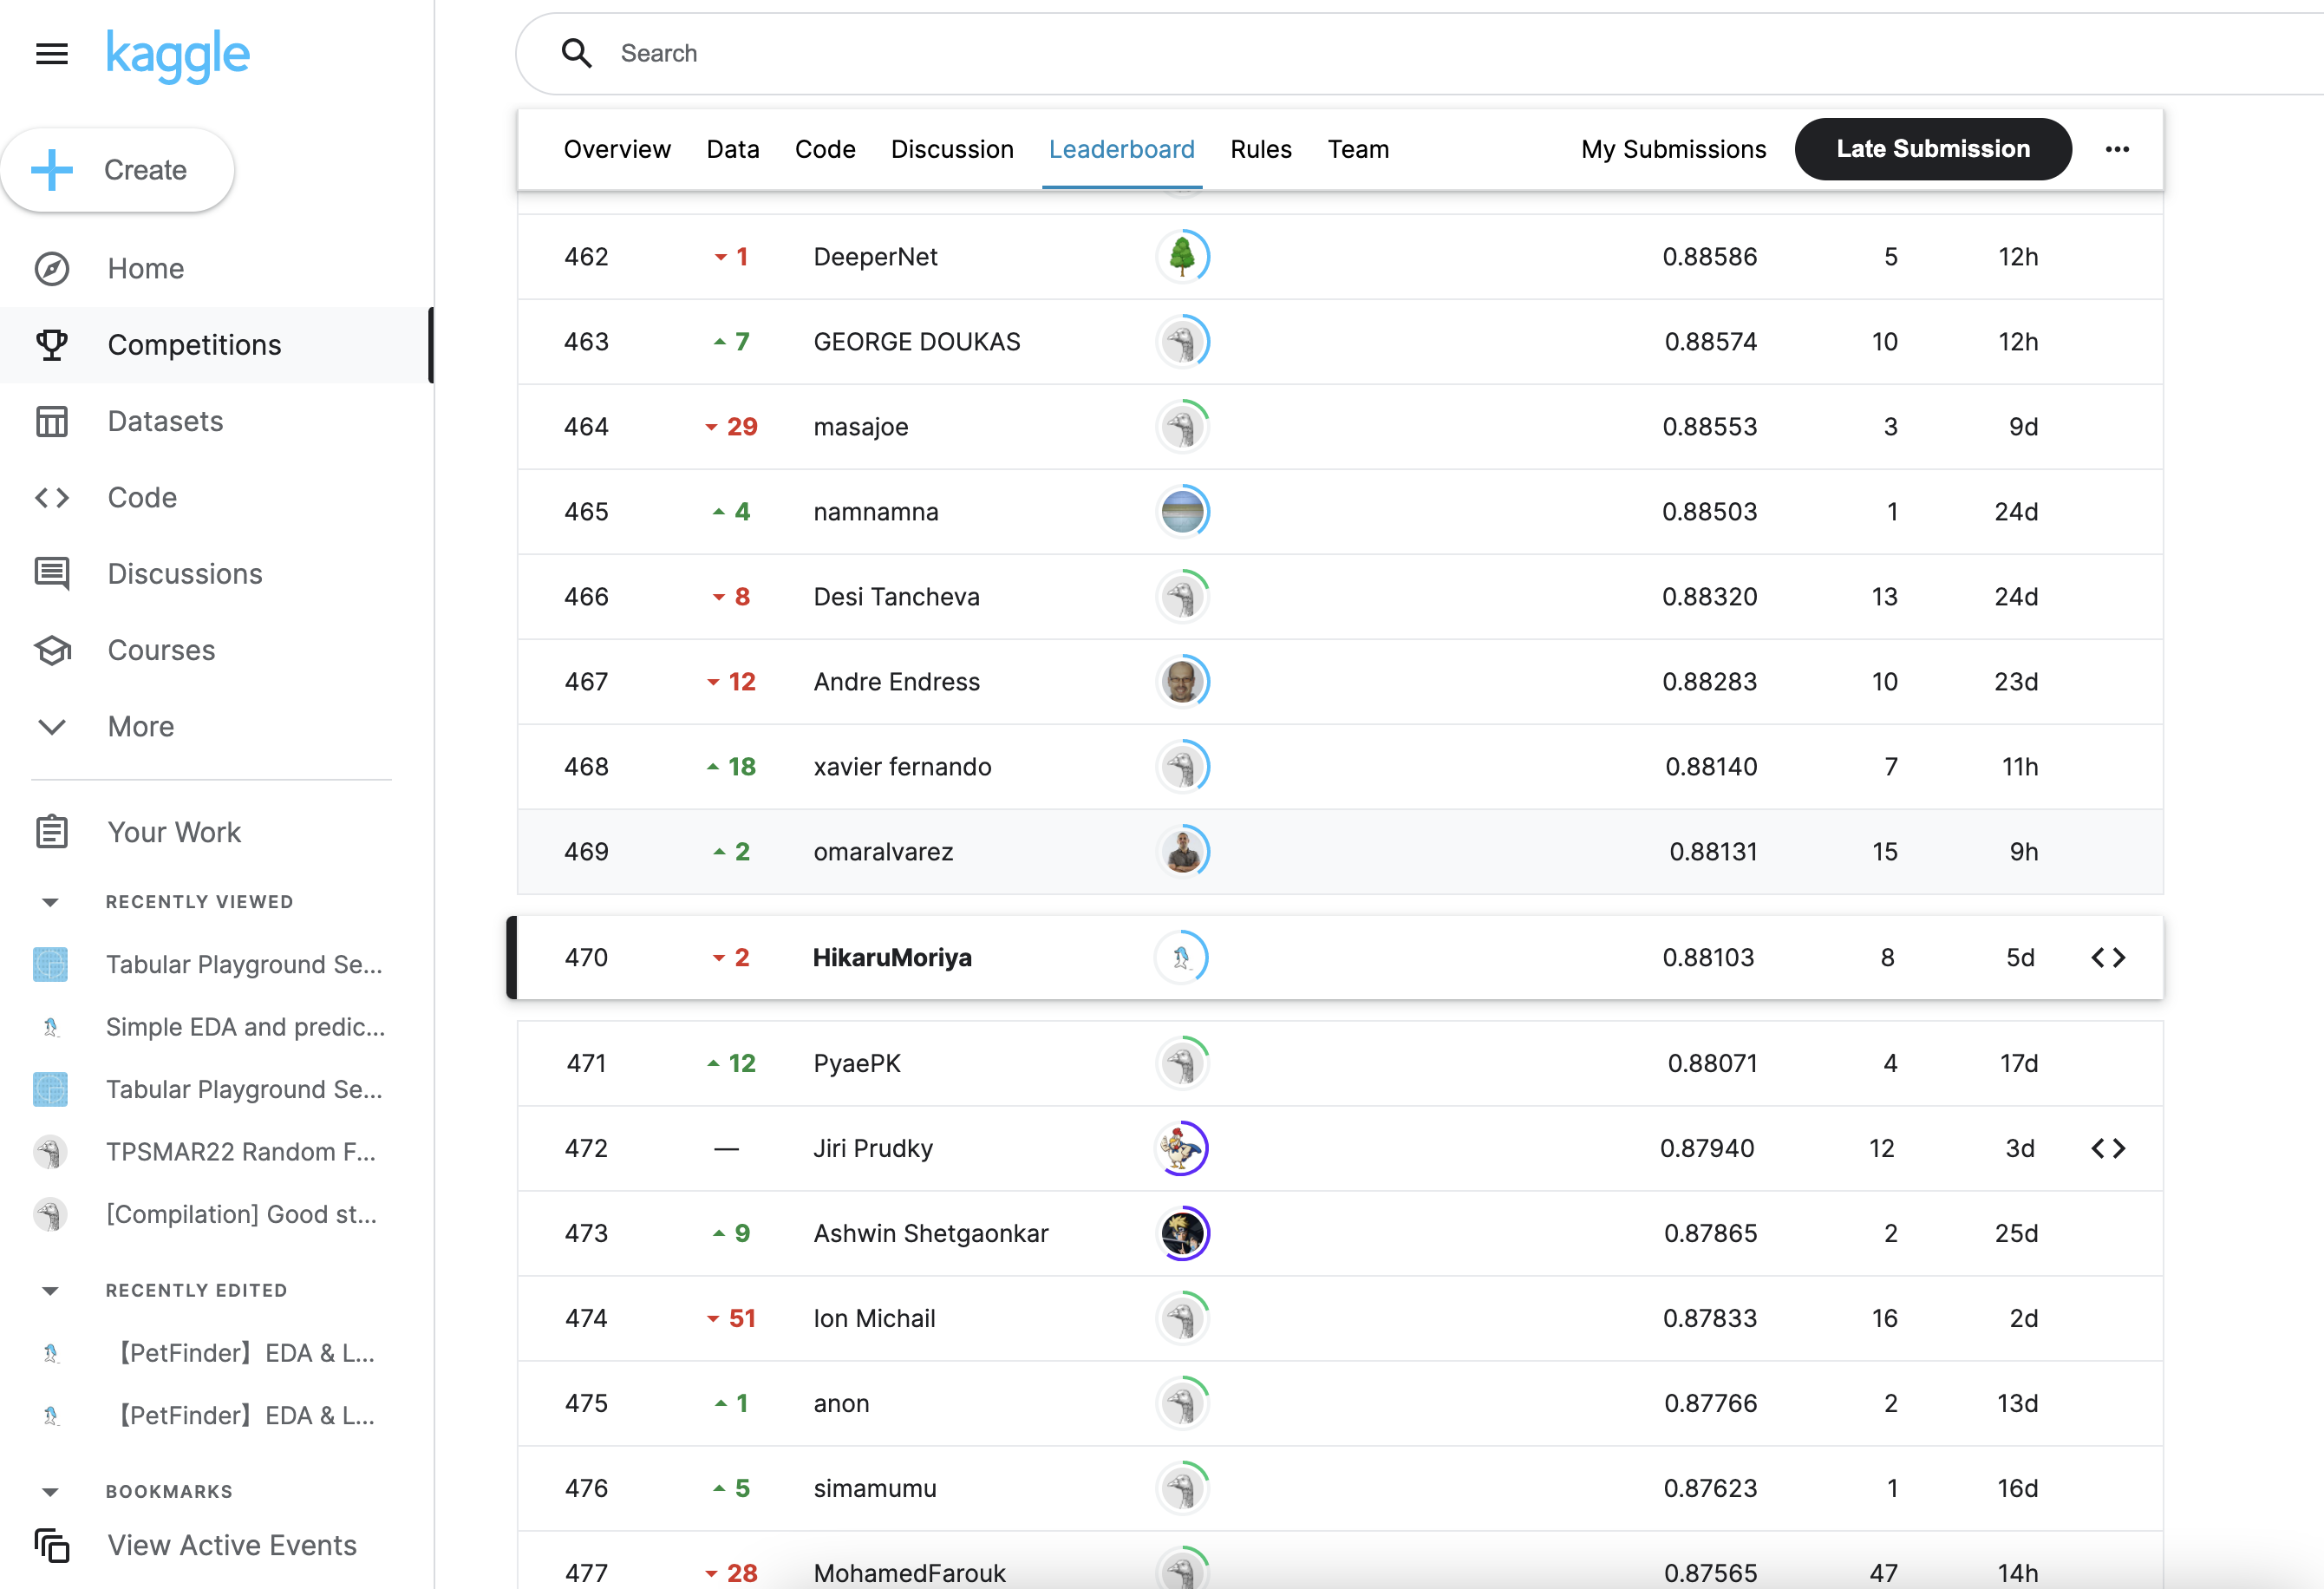 kaggle
Create
Home
Competitions
Datasets
Code
Discussions
Courses
More
Your Work
RECENTLY VIEWED
Tabular Playground Se...
Simple EDA and predic...
Tabular Playground Se...
TPSMAR22 Random F...
[Compilation] Good st...
RECENTLY EDITED
【PetFinder】EDA & L...
【PetFinder】EDA & L...
BOOKMARKS
View Active Events
Search
Overview Data Code Discussion Leaderboard Rules Team My Submissions Late Submission ...
462 1 DeeperNet 0.88586 5 12h
463 7 GEORGE DOUKAS 0.88574 10 12h
464 29 masajoe 0.88553 3 9d
465 4 namnamna 0.88503 1 24d
466 8 Desi Tancheva 0.88320 13 24d
467 12 Andre Endress 0.88283 10 23d
468 18 xavier fernando 0.88140 7 11h
469 2 omaralvarez 0.88131 15 9h
470 2 HikaruMoriya 0.88103 8 5d <>
471 12 PyaePK 0.88071 4 17d
472 — Jiri Prudky 0.87940 12 3d <>
473 9 Ashwin Shetgaonkar 0.87865 2 25d
474 51 Ion Michail 0.87833 16 2d
475 1 anon 0.87766 2 13d
476 5 simamumu 0.87623 1 16d
477 28 MohamedFarouk 0.87565 47 14h